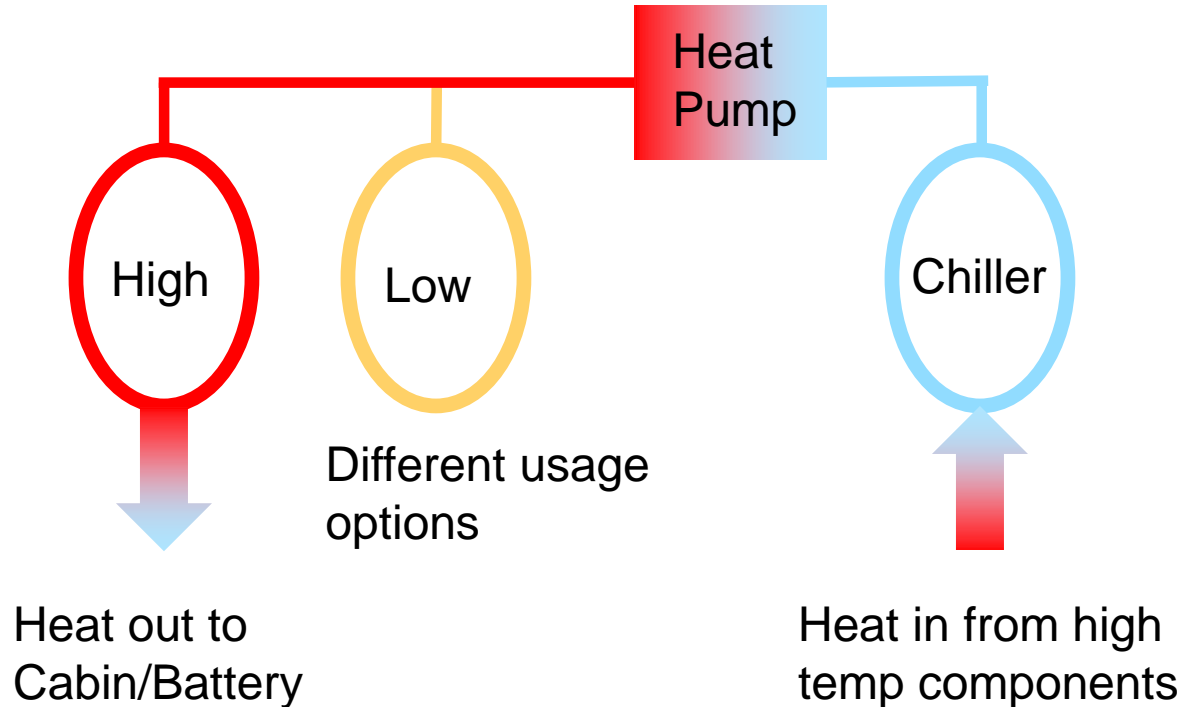 Heat
Pump
High
Low
Chiller
Different usage
options
Heat out to
Cabin/Battery
Heat in from high
temp components